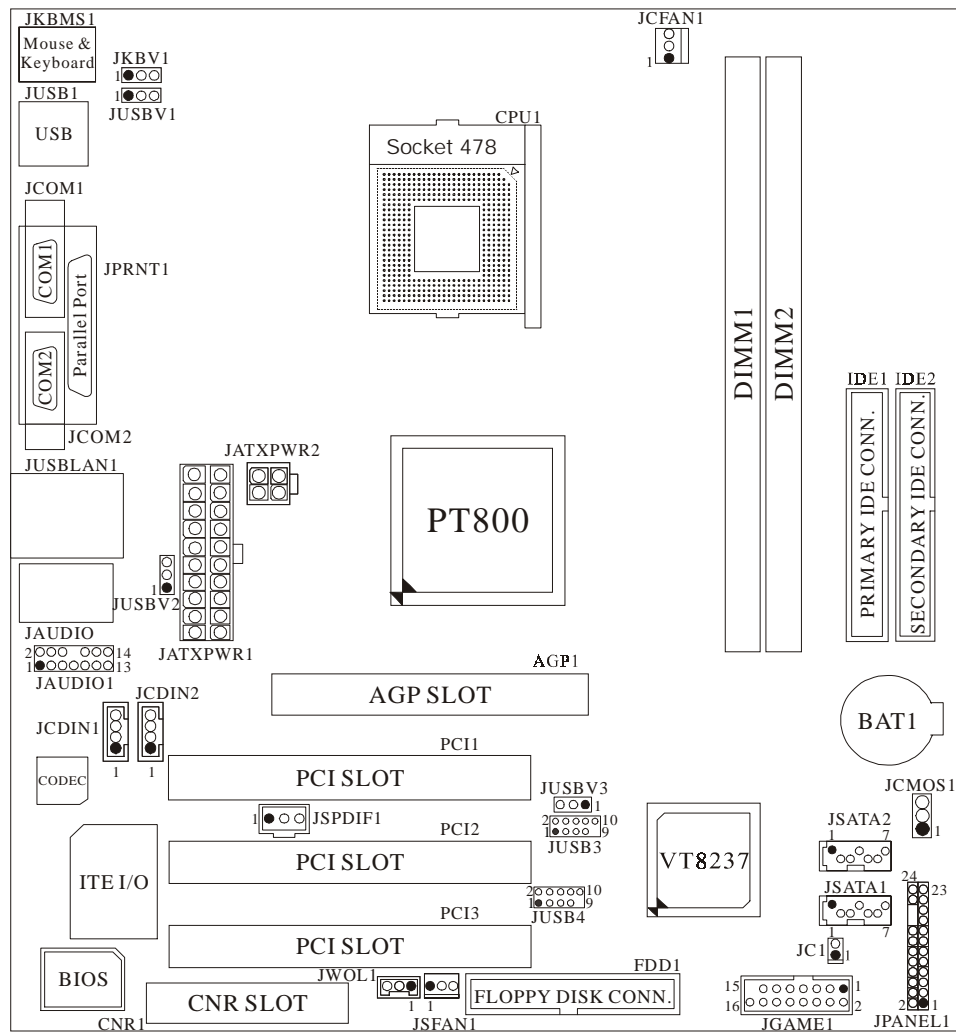 JKBMS1
Mouse &
Keyboard
JKBV1
1
1
JUSBV1
JUSB1
USB
JCFAN1
1
CPU1
Socket 478
JCOM1
COM1
JPRNT1
Parallel Port
COM2
JCOM2
DIMM1
DIMM2
IDE1
IDE2
PRIMARY IDE CONN.
SECONDARY IDE CONN.
JUSBLAN1
JATXPWR2
PT800
1
JUSBV2
JATXPWR1
JAUDIO
2
14
1
13
JAUDIO1
AGP1
AGP SLOT
JCDIN2
JCDIN1
1
1
BAT1
CODEC
PCI1
PCI SLOT
JUSBV3
1
2
10
1
9
JUSB3
JSPDIF1
1
JCMOS1
1
JSATA2
1
7
VT8237
PCI2
PCI SLOT
ITE I/O
2
10
1
9
JUSB4
JSATA1
1
7
24
23
PCI3
PCI SLOT
JC1
1
BIOS
CNR1
CNR SLOT
JWOL1
1
1
JSFAN1
FDD1
FLOPPY DISK CONN.
15
1
16
2
JGAME1
2
1
JPANEL1